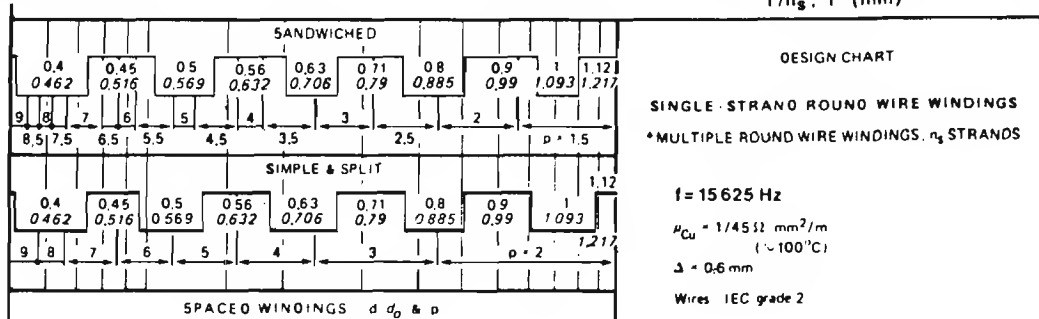 1/n_s, 1* (mm)
SANDWICHED
0,4 0,45 0,5 0,56 0,63 0,71 0,8 0,9 1 1,12
0,462 0,516 0,569 0,632 0,706 0,79 0,885 0,99 1,093 1,217
9 8 7 6 5 4 3 2
8,5 7,5 6,5 5,5 4,5 3,5 2,5 p = 1,5
SIMPLE & SPLIT
1,12
0,4 0,45 0,5 0,56 0,63 0,71 0,8 0,9 1
0,462 0,516 0,569 0,632 0,706 0,79 0,885 0,99 1,093
1,217
9 8 7 6 5 4 3 p = 2
SPACED WINDINGS d d₀ & p
DESIGN CHART
SINGLE-STRAND ROUND WIRE WINDINGS
*MULTIPLE ROUND WIRE WINDINGS, nₛ STRANDS
f = 15625 Hz
ρCu = 1/45 Ω mm²/m
(~100°C)
Δ = 0,6 mm
Wires IEC grade 2